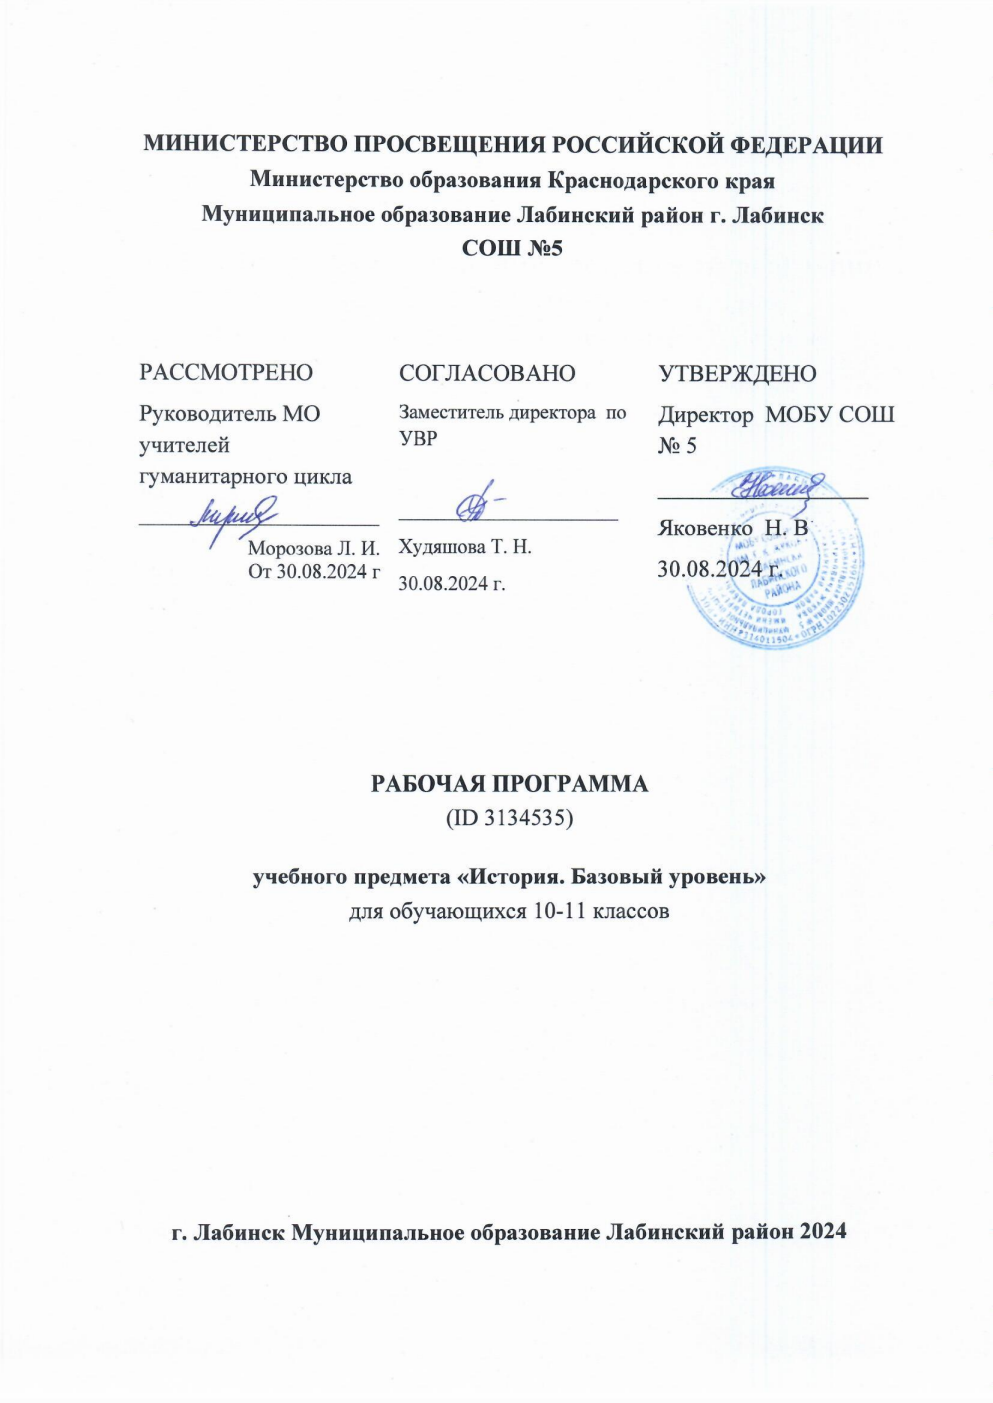 МИНИСТЕРСТВО ПРОСВЕЩЕНИЯ РОССИЙСКОЙ ФЕДЕРАЦИИ
Министерство образования Краснодарского края
Муниципальное образование Лабинский район г. Лабинск
СОШ №5
РАССМОТРЕНО
Руководитель МО
учителей
гуманитарного цикла
Морозова Л. И.
От 30.08.2024 г
СОГЛАСОВАНО
Заместитель директора по
УВР
Худяшова Т. Н.
30.08.2024 г.
УТВЕРЖДЕНО
Директор МОБУ СОШ
№ 5
Яковенко Н. В
30.08.2024 г.
ЛАБИНСКОГО
РАЙОНА
РАБОЧАЯ ПРОГРАММА
(ID 3134535)
учебного предмета «История. Базовый уровень»
для обучающихся 10-11 классов
г. Лабинск Муниципальное образование Лабинский район 2024